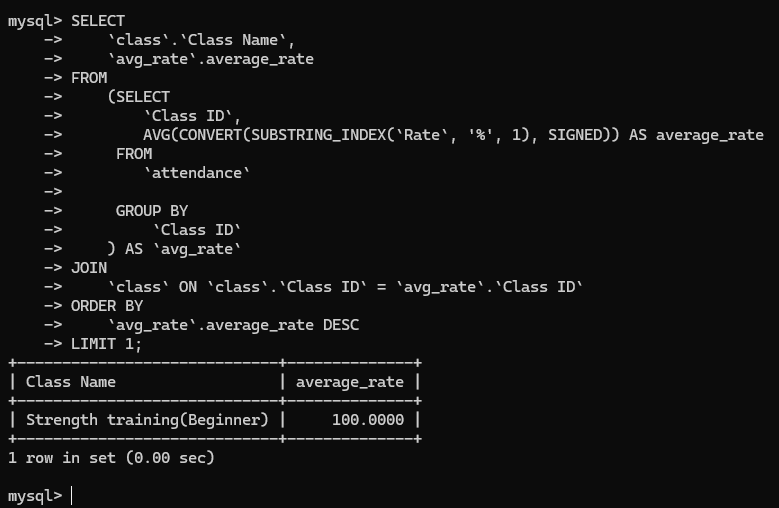 mysql> SELECT
    ->     `class`.`Class Name`,
    ->     `avg_rate`.average_rate
    -> FROM
    ->     (SELECT
    ->         `Class ID`,
    ->         AVG(CONVERT(SUBSTRING_INDEX(`Rate`, '%', 1), SIGNED)) AS average_rate
    ->      FROM
    ->         `attendance`
    ->
    ->      GROUP BY
    ->          `Class ID`
    ->     ) AS `avg_rate`
    -> JOIN
    ->     `class` ON `class`.`Class ID` = `avg_rate`.`Class ID`
    -> ORDER BY
    ->     `avg_rate`.average_rate DESC
    -> LIMIT 1;
+-----------------------------+--------------+
| Class Name                  | average_rate |
+-----------------------------+--------------+
| Strength training(Beginner) |     100.0000 |
+-----------------------------+--------------+
1 row in set (0.00 sec)
mysql>